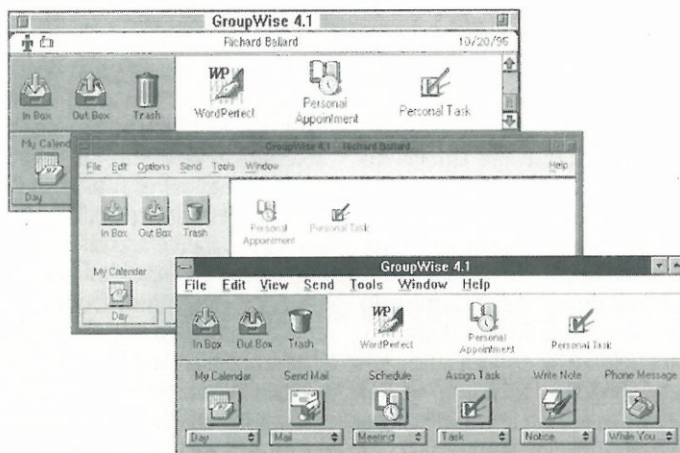 GroupWise 4.1
Richard Ballard 10/20/95
In Box Out Box Trash WordPerfect Personal Appointment Personal Task
WP
My Calend
Day
GroupWise 4.1 Richard Ballard
File Edit Options Send Tools Window Help
In Box Out Box Trash Personal Appointment Personal Task
My Calendar
Day
GroupWise 4.1
File Edit View Send Tools Window Help
WP
In Box Out Box Trash WordPerfect Personal Appointment Personal Task
My Calendar Send Mail Schedule Assign Task Write Note Phone Message
Day Mail Meeting Task Notice While You